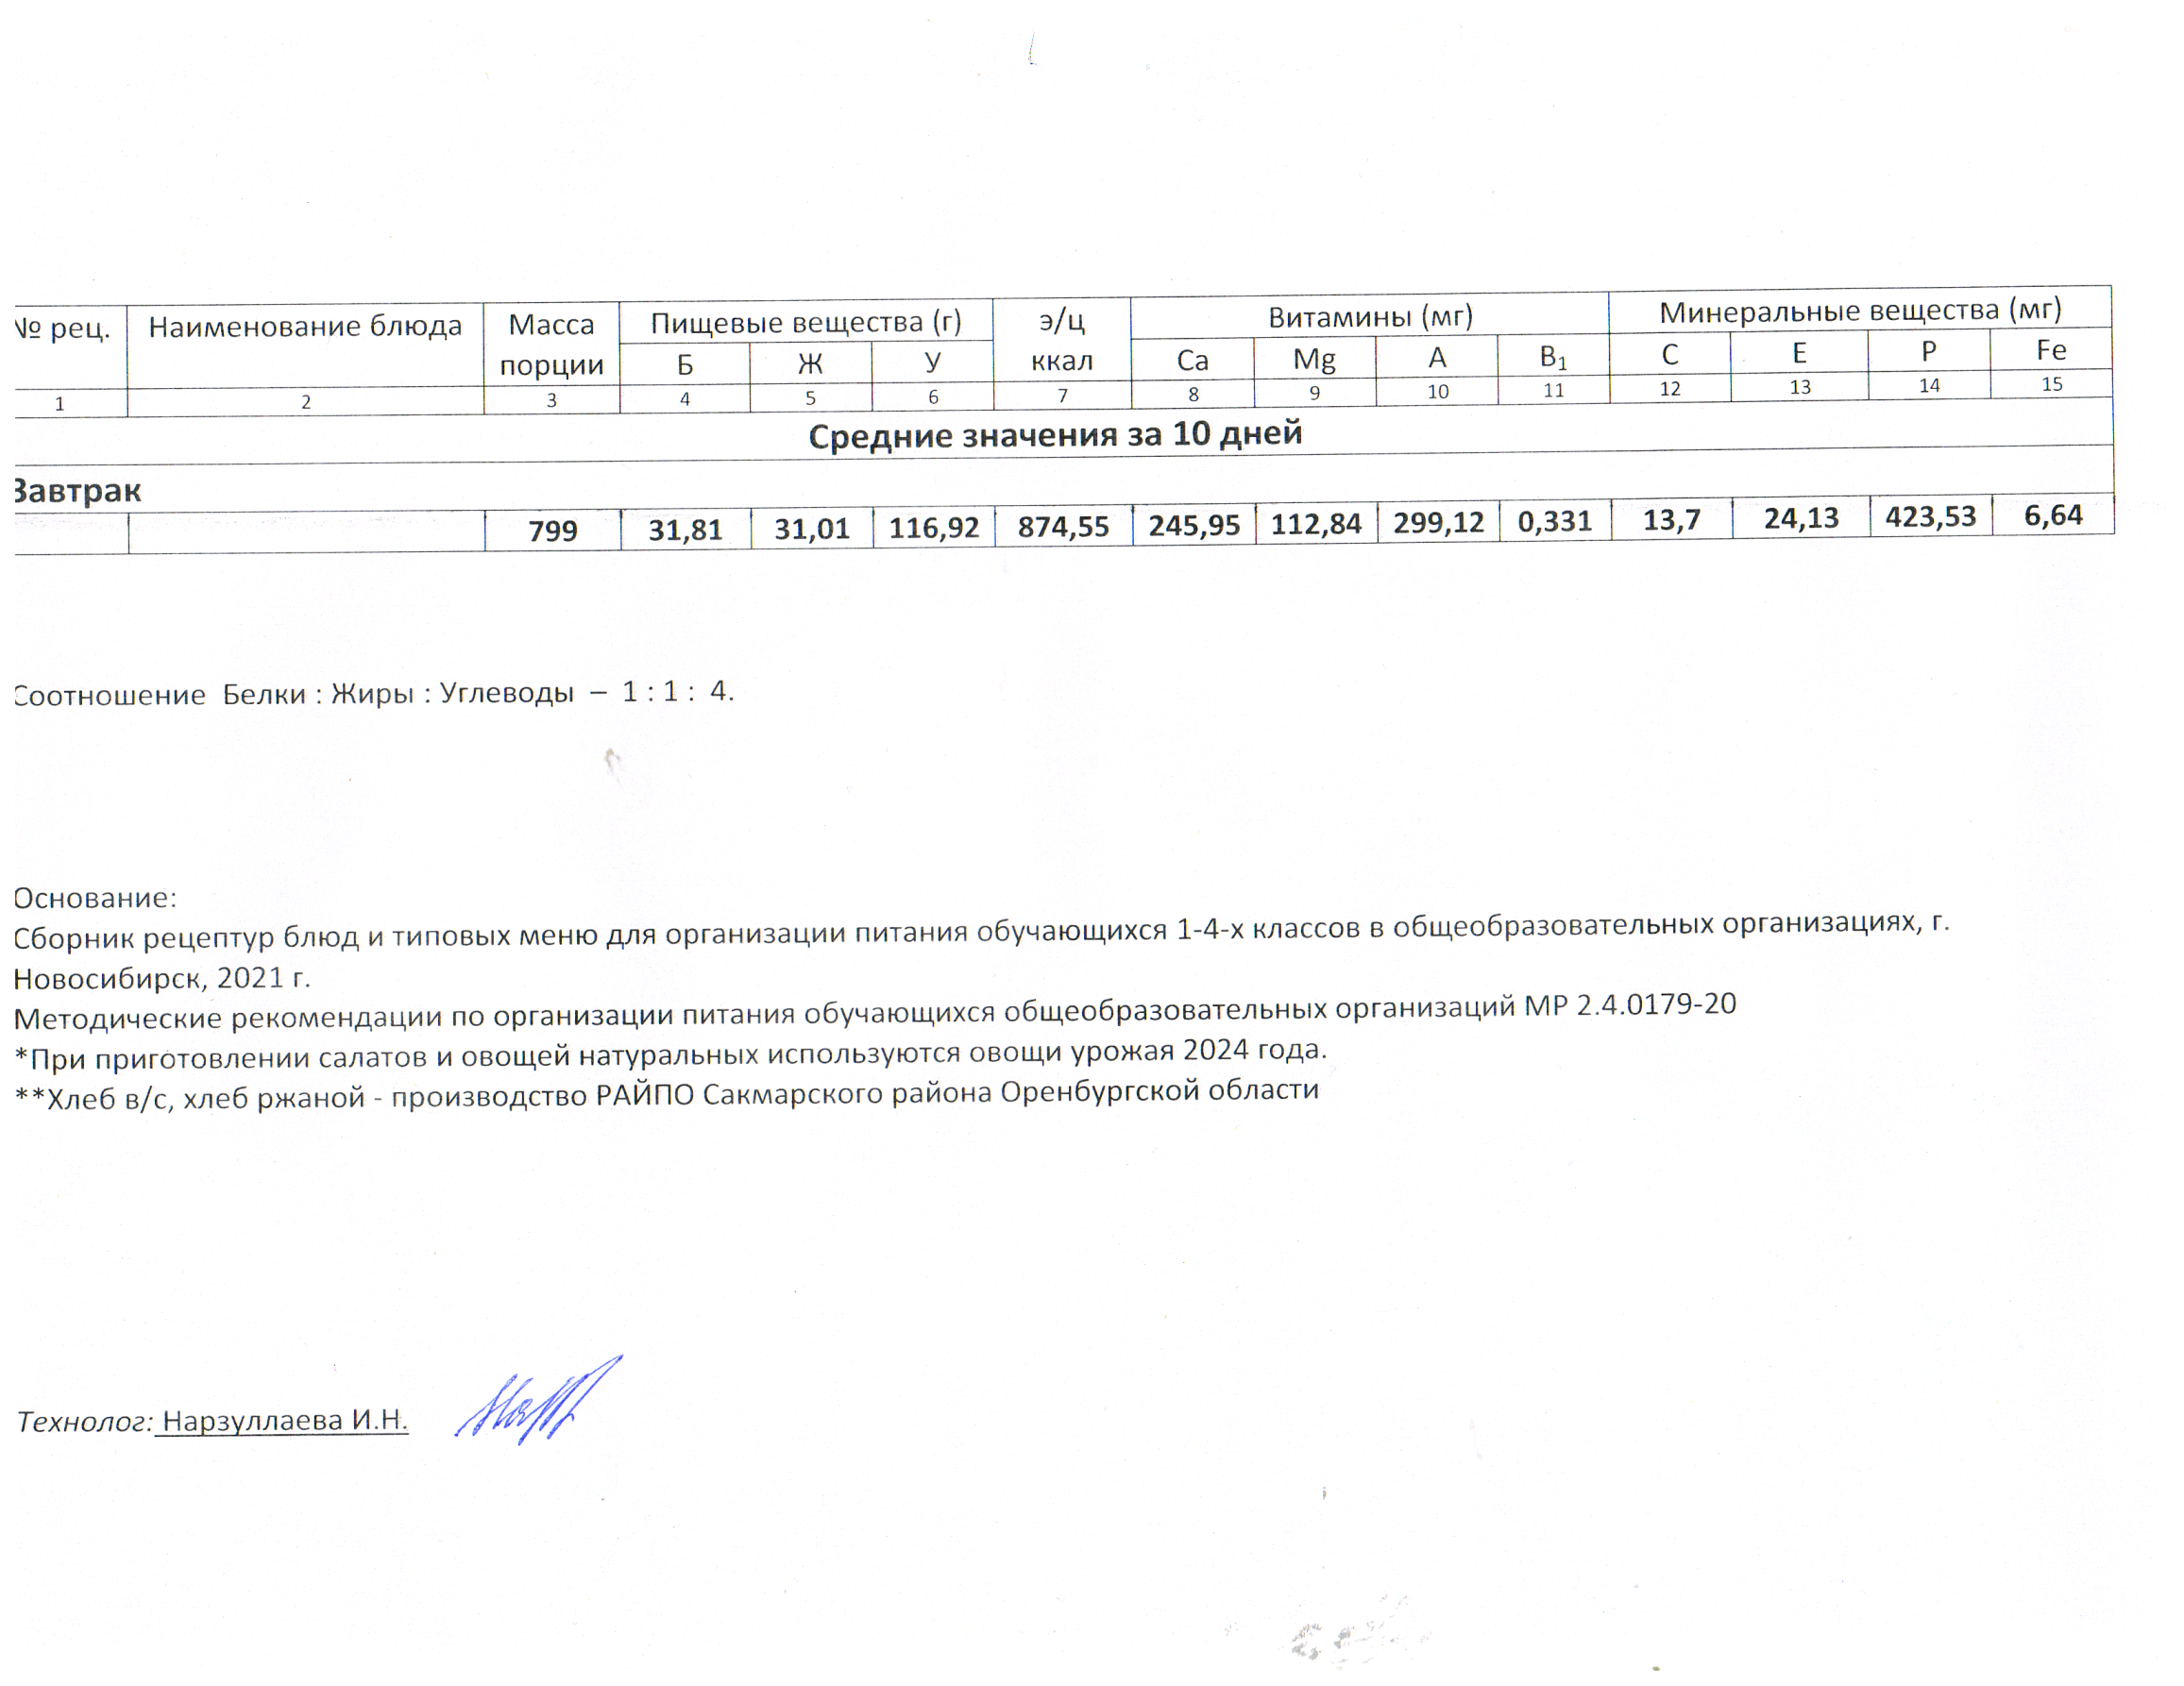 № рец. Наименование блюда Масса порции Пищевые вещества (г) э/ц ккал Витамины (мг) Минеральные вещества (мг)
Б Ж У Ca Mg A B₁ C E P Fe
1 2 3 4 5 6 7 8 9 10 11 12 13 14 15
Средние значения за 10 дней
Завтрак
799 31,81 31,01 116,92 874,55 245,95 112,84 299,12 0,331 13,7 24,13 423,53 6,64
Соотношение Белки : Жиры : Углеводы – 1 : 1 : 4.
Основание:
Сборник рецептур блюд и типовых меню для организации питания обучающихся 1-4-х классов в общеобразовательных организациях, г.
Новосибирск, 2021 г.
Методические рекомендации по организации питания обучающихся общеобразовательных организаций МР 2.4.0179-20
*При приготовлении салатов и овощей натуральных используются овощи урожая 2024 года.
**Хлеб в/с, хлеб ржаной - производство РАЙПО Сакмарского района Оренбургской области
Технолог: Нарзуллаева И.Н.